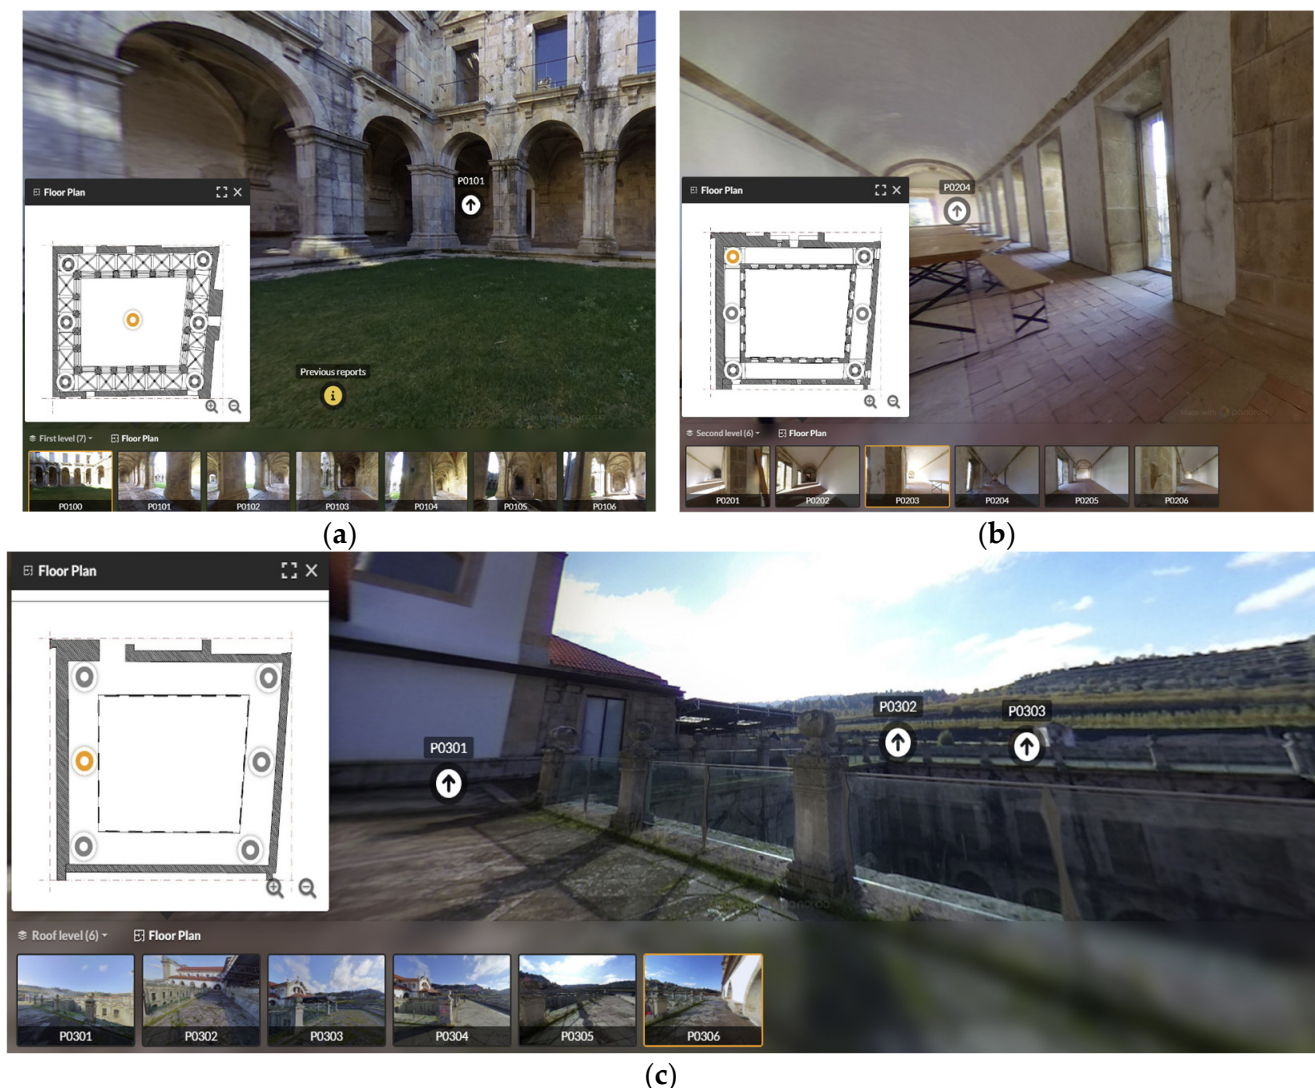 P0101
Floor Plan
Previous reports
i
First level (7)
Floor Plan
P0100
P0101
P0102
P0103
P0104
P0105
P0106
(a)
P0204
Floor Plan
Second level (6)
Floor Plan
P0201
P0202
P0203
P0204
P0205
P0206
(b)
Floor Plan
P0301
P0302
P0303
Roof level (6)
Floor Plan
P0301
P0302
P0303
P0304
P0305
P0306
(c)